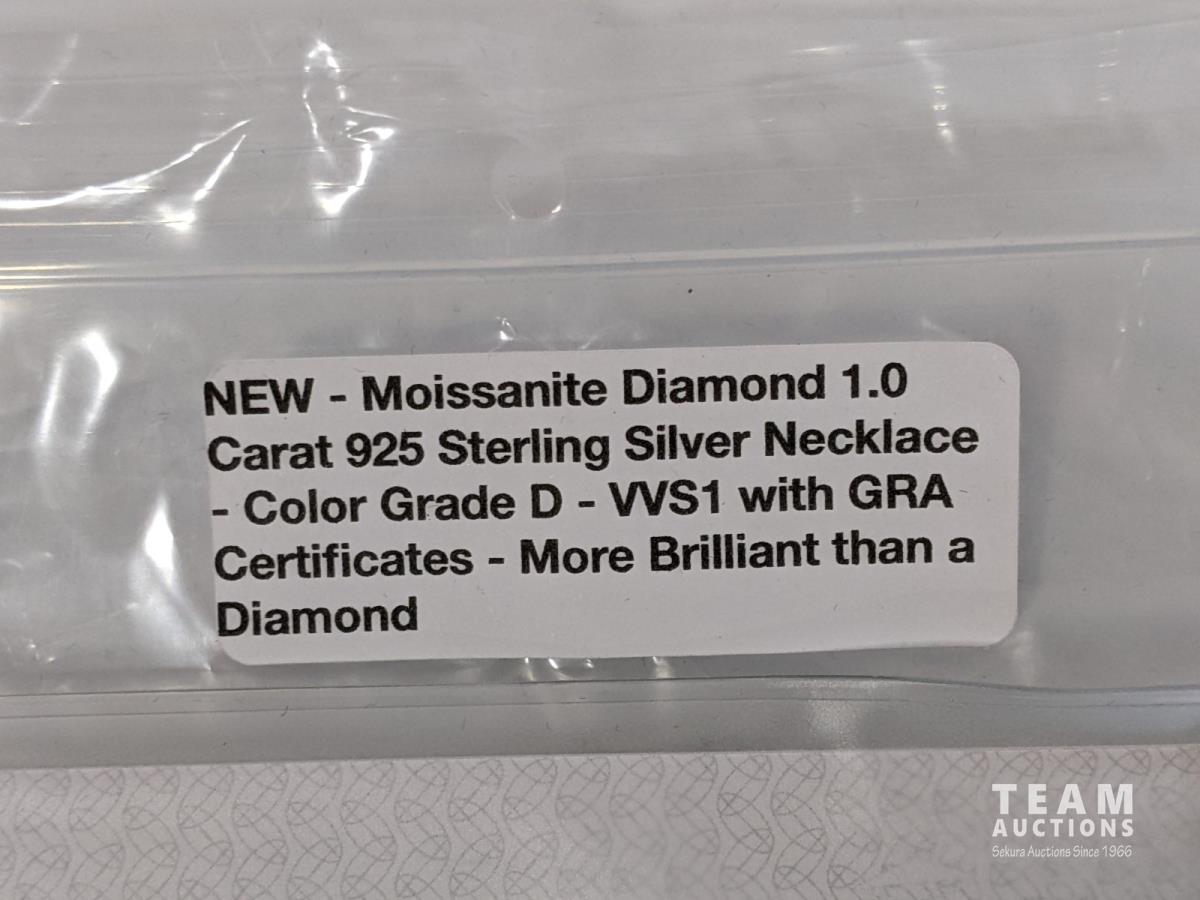 NEW - Moissanite Diamond 1.0
Carat 925 Sterling Silver Necklace
- Color Grade D - VVS1 with GRA
Certificates - More Brilliant than a
Diamond
TEAM
AUCTIONS
Sekura Auctions Since 1966